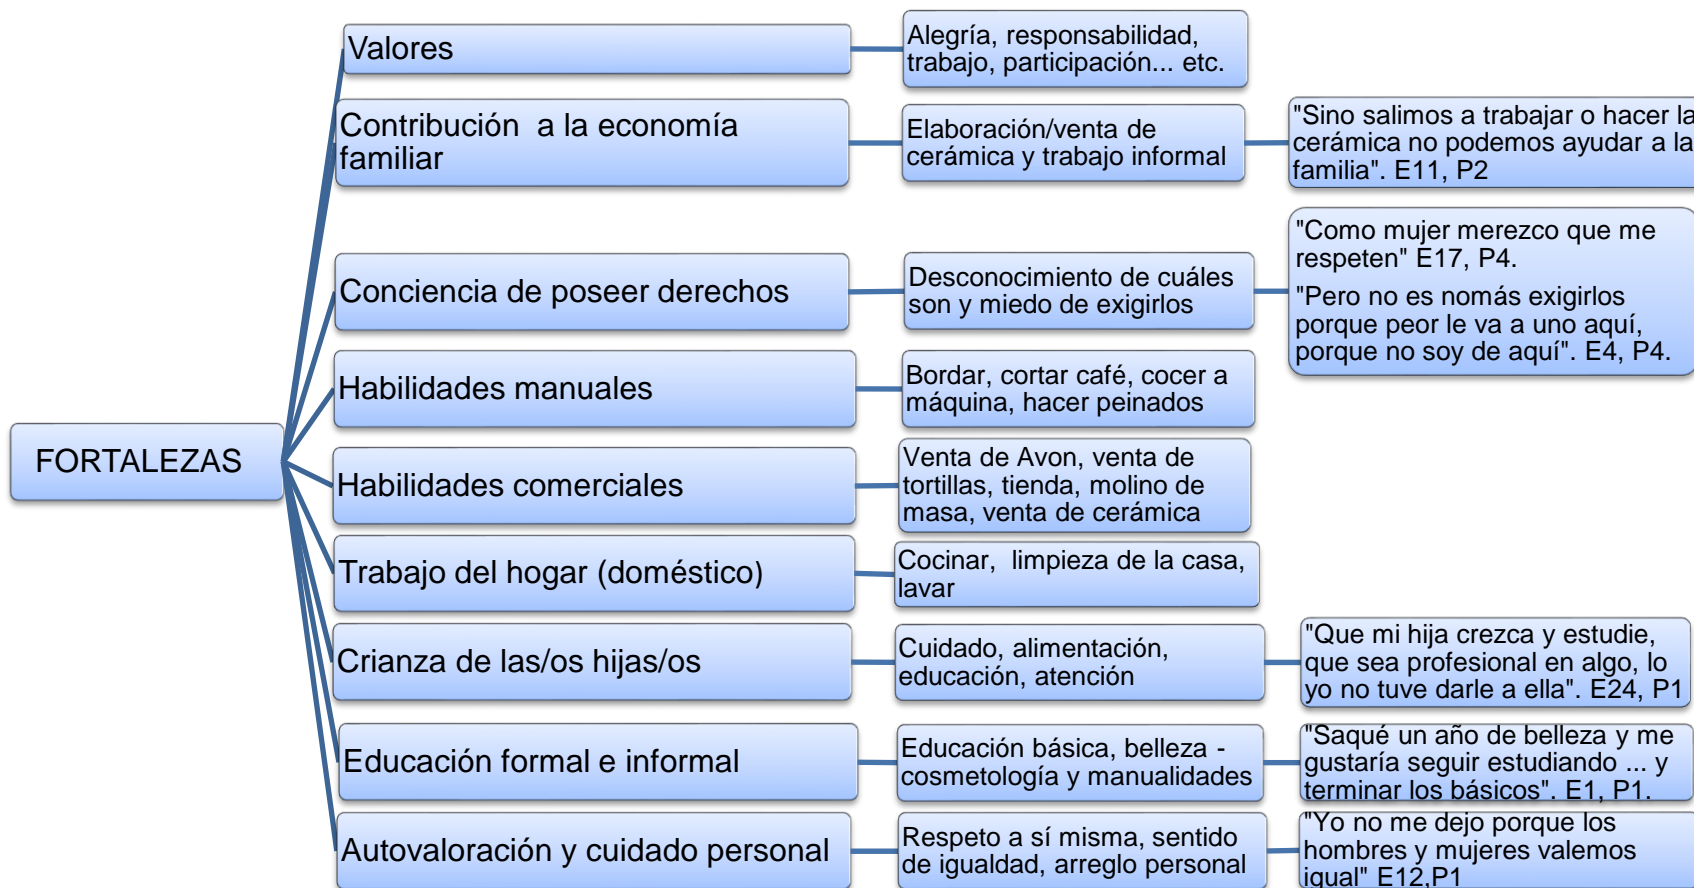 FORTALEZAS
Valores
Alegría, responsabilidad,
trabajo, participación... etc.
Contribución a la economía
familiar
Elaboración/venta de
cerámica y trabajo informal
"Sino salimos a trabajar o hacer la
cerámica no podemos ayudar a la
familia". E11, P2
Conciencia de poseer derechos
Desconocimiento de cuáles
son y miedo de exigirlos
"Como mujer merezco que me
respeten" E17, P4.
"Pero no es nomás exigirlos
porque peor le va a uno aquí,
porque no soy de aquí". E4, P4.
Habilidades manuales
Bordar, cortar café, cocer a
máquina, hacer peinados
Habilidades comerciales
Venta de Avon, venta de
tortillas, tienda, molino de
masa, venta de cerámica
Trabajo del hogar (doméstico)
Cocinar, limpieza de la casa,
lavar
Crianza de las/os hijas/os
Cuidado, alimentación,
educación, atención
"Que mi hija crezca y estudie,
que sea profesional en algo, lo
yo no tuve darle a ella". E24, P1
Educación formal e informal
Educación básica, belleza -
cosmetología y manualidades
"Saqué un año de belleza y me
gustaría seguir estudiando ... y
terminar los básicos". E1, P1.
Autovaloración y cuidado personal
Respeto a sí misma, sentido
de igualdad, arreglo personal
"Yo no me dejo porque los
hombres y mujeres valemos
igual" E12,P1